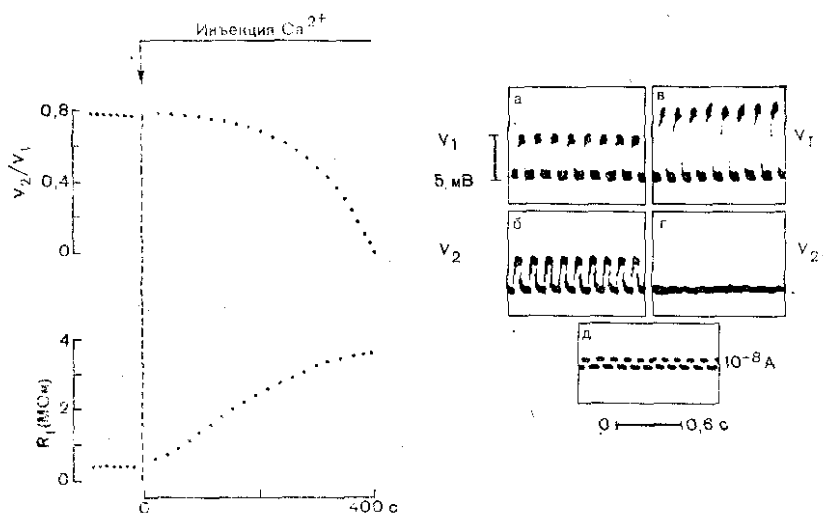 Инъекция Ca²⁺
0,8
0,4
0
V₂/V₁
4
2
0
R₁(МОм)
0
400 с
а
в
V₁
V₁
5 мВ
б
г
V₂
V₂
д
10⁻⁸ А
0
0,6 с